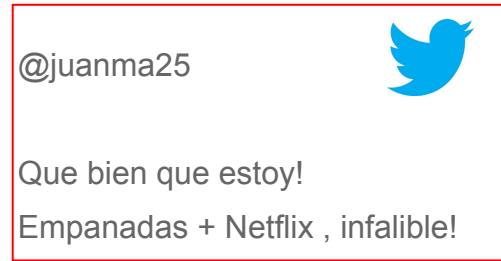 @juanma25
Que bien que estoy!
Empanadas + Netflix , infalible!